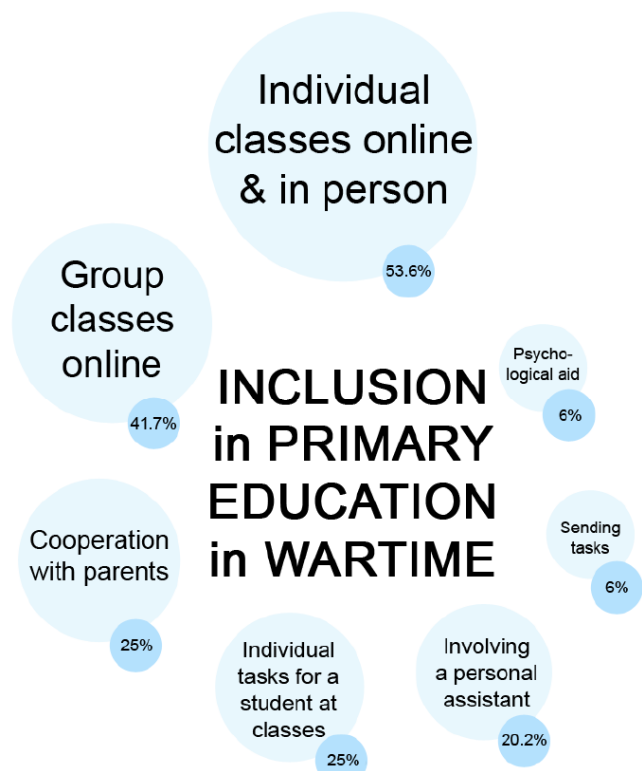 Individual
classes online
& in person
53.6%
Group
classes
online
41.7%
INCLUSION
in PRIMARY
EDUCATION
in WARTIME
Psycho-
logical aid
6%
Sending
tasks
6%
Cooperation
with parents
25%
Individual
tasks for a
student at
classes
25%
Involving
a personal
assistant
20.2%